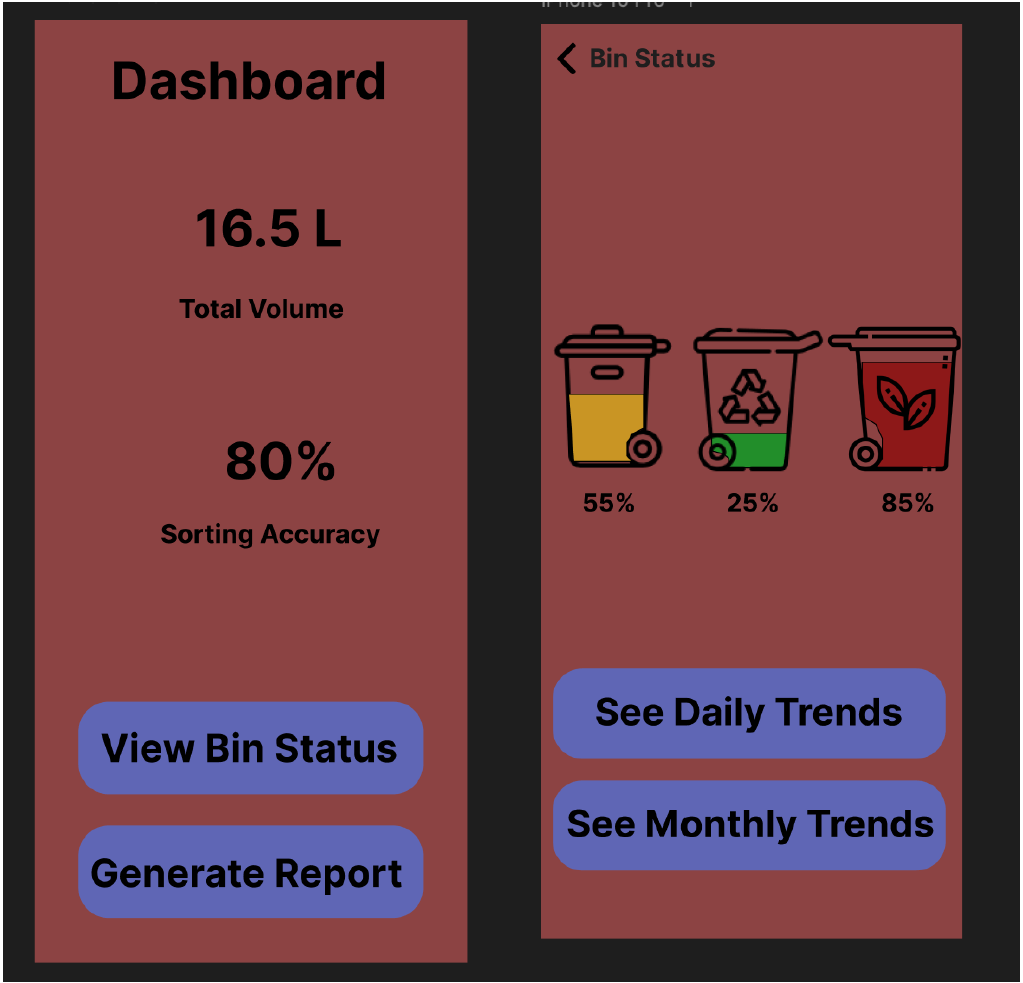 Dashboard
16.5 L
Total Volume
80%
Sorting Accuracy
View Bin Status
Generate Report
Bin Status
55% 25% 85%
See Daily Trends
See Monthly Trends